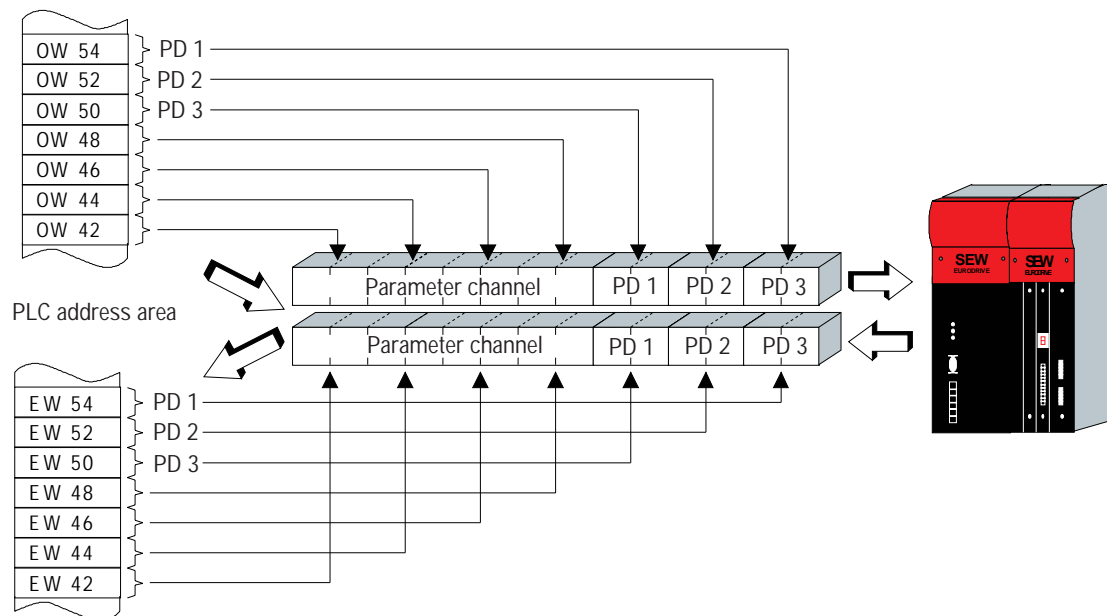 OW 54 PD 1
OW 52 PD 2
OW 50 PD 3
OW 48
OW 46
OW 44
OW 42
Parameter channel PD 1 PD 2 PD 3
PLC address area
Parameter channel PD 1 PD 2 PD 3
EW 54 PD 1
EW 52 PD 2
EW 50 PD 3
EW 48
EW 46
EW 44
EW 42
SEW SEW
EURODRIVE EURODRIVE
8